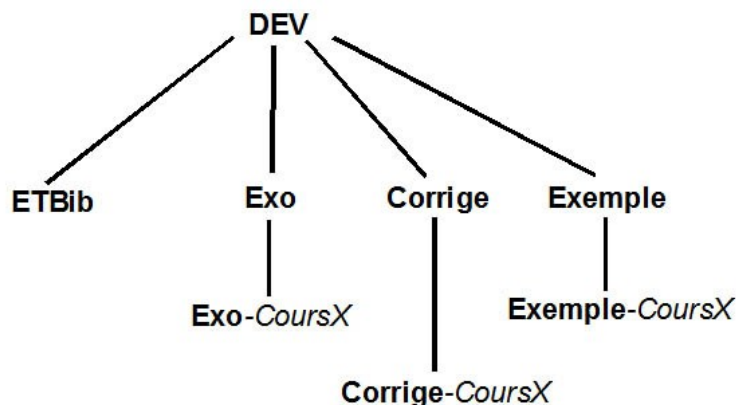 DEV
ETBib Exo Corrige Exemple
Exo-CoursX Exemple-CoursX
Corrige-CoursX